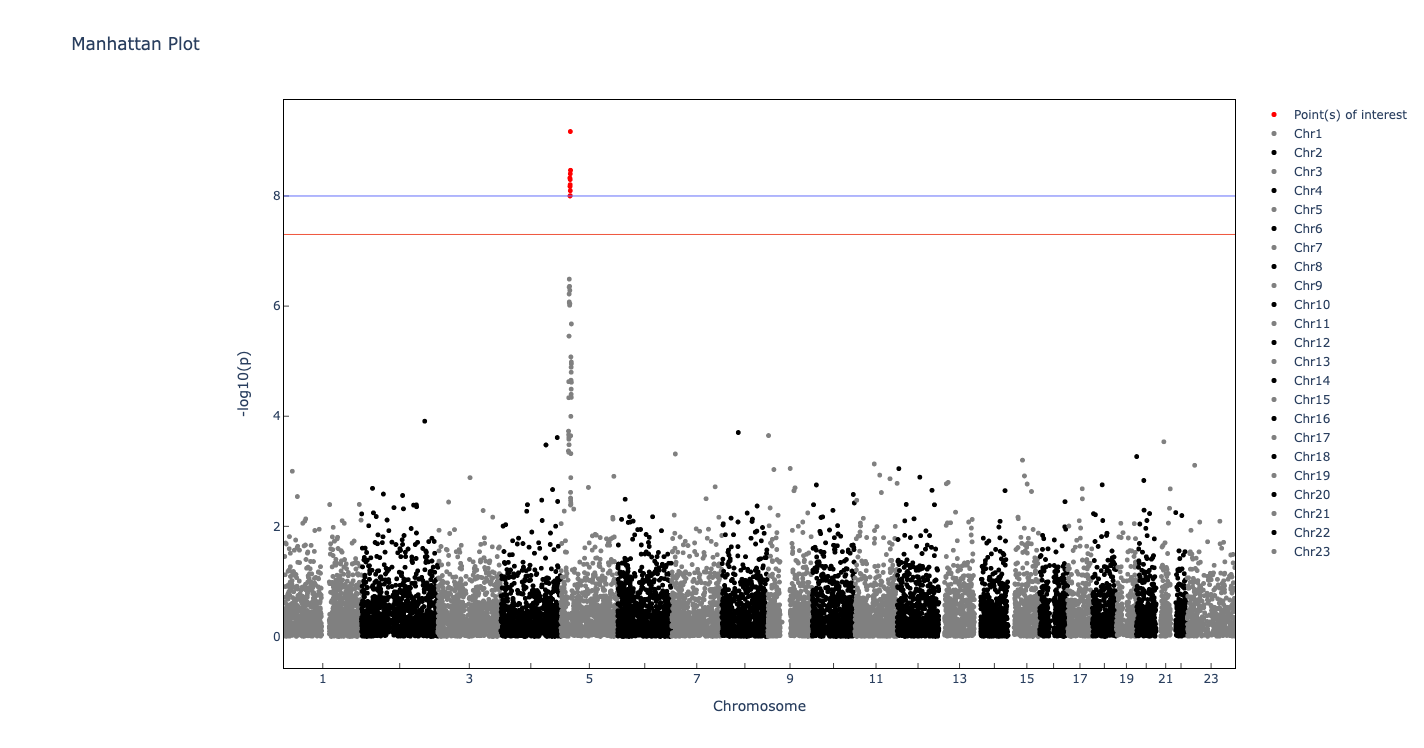 Manhattan Plot
8
6
4
2
0
-log10(p)
1 3 5 7 9 11 13 15 17 19 21 23
Chromosome
Point(s) of interest
Chr1
Chr2
Chr3
Chr4
Chr5
Chr6
Chr7
Chr8
Chr9
Chr10
Chr11
Chr12
Chr13
Chr14
Chr15
Chr16
Chr17
Chr18
Chr19
Chr20
Chr21
Chr22
Chr23